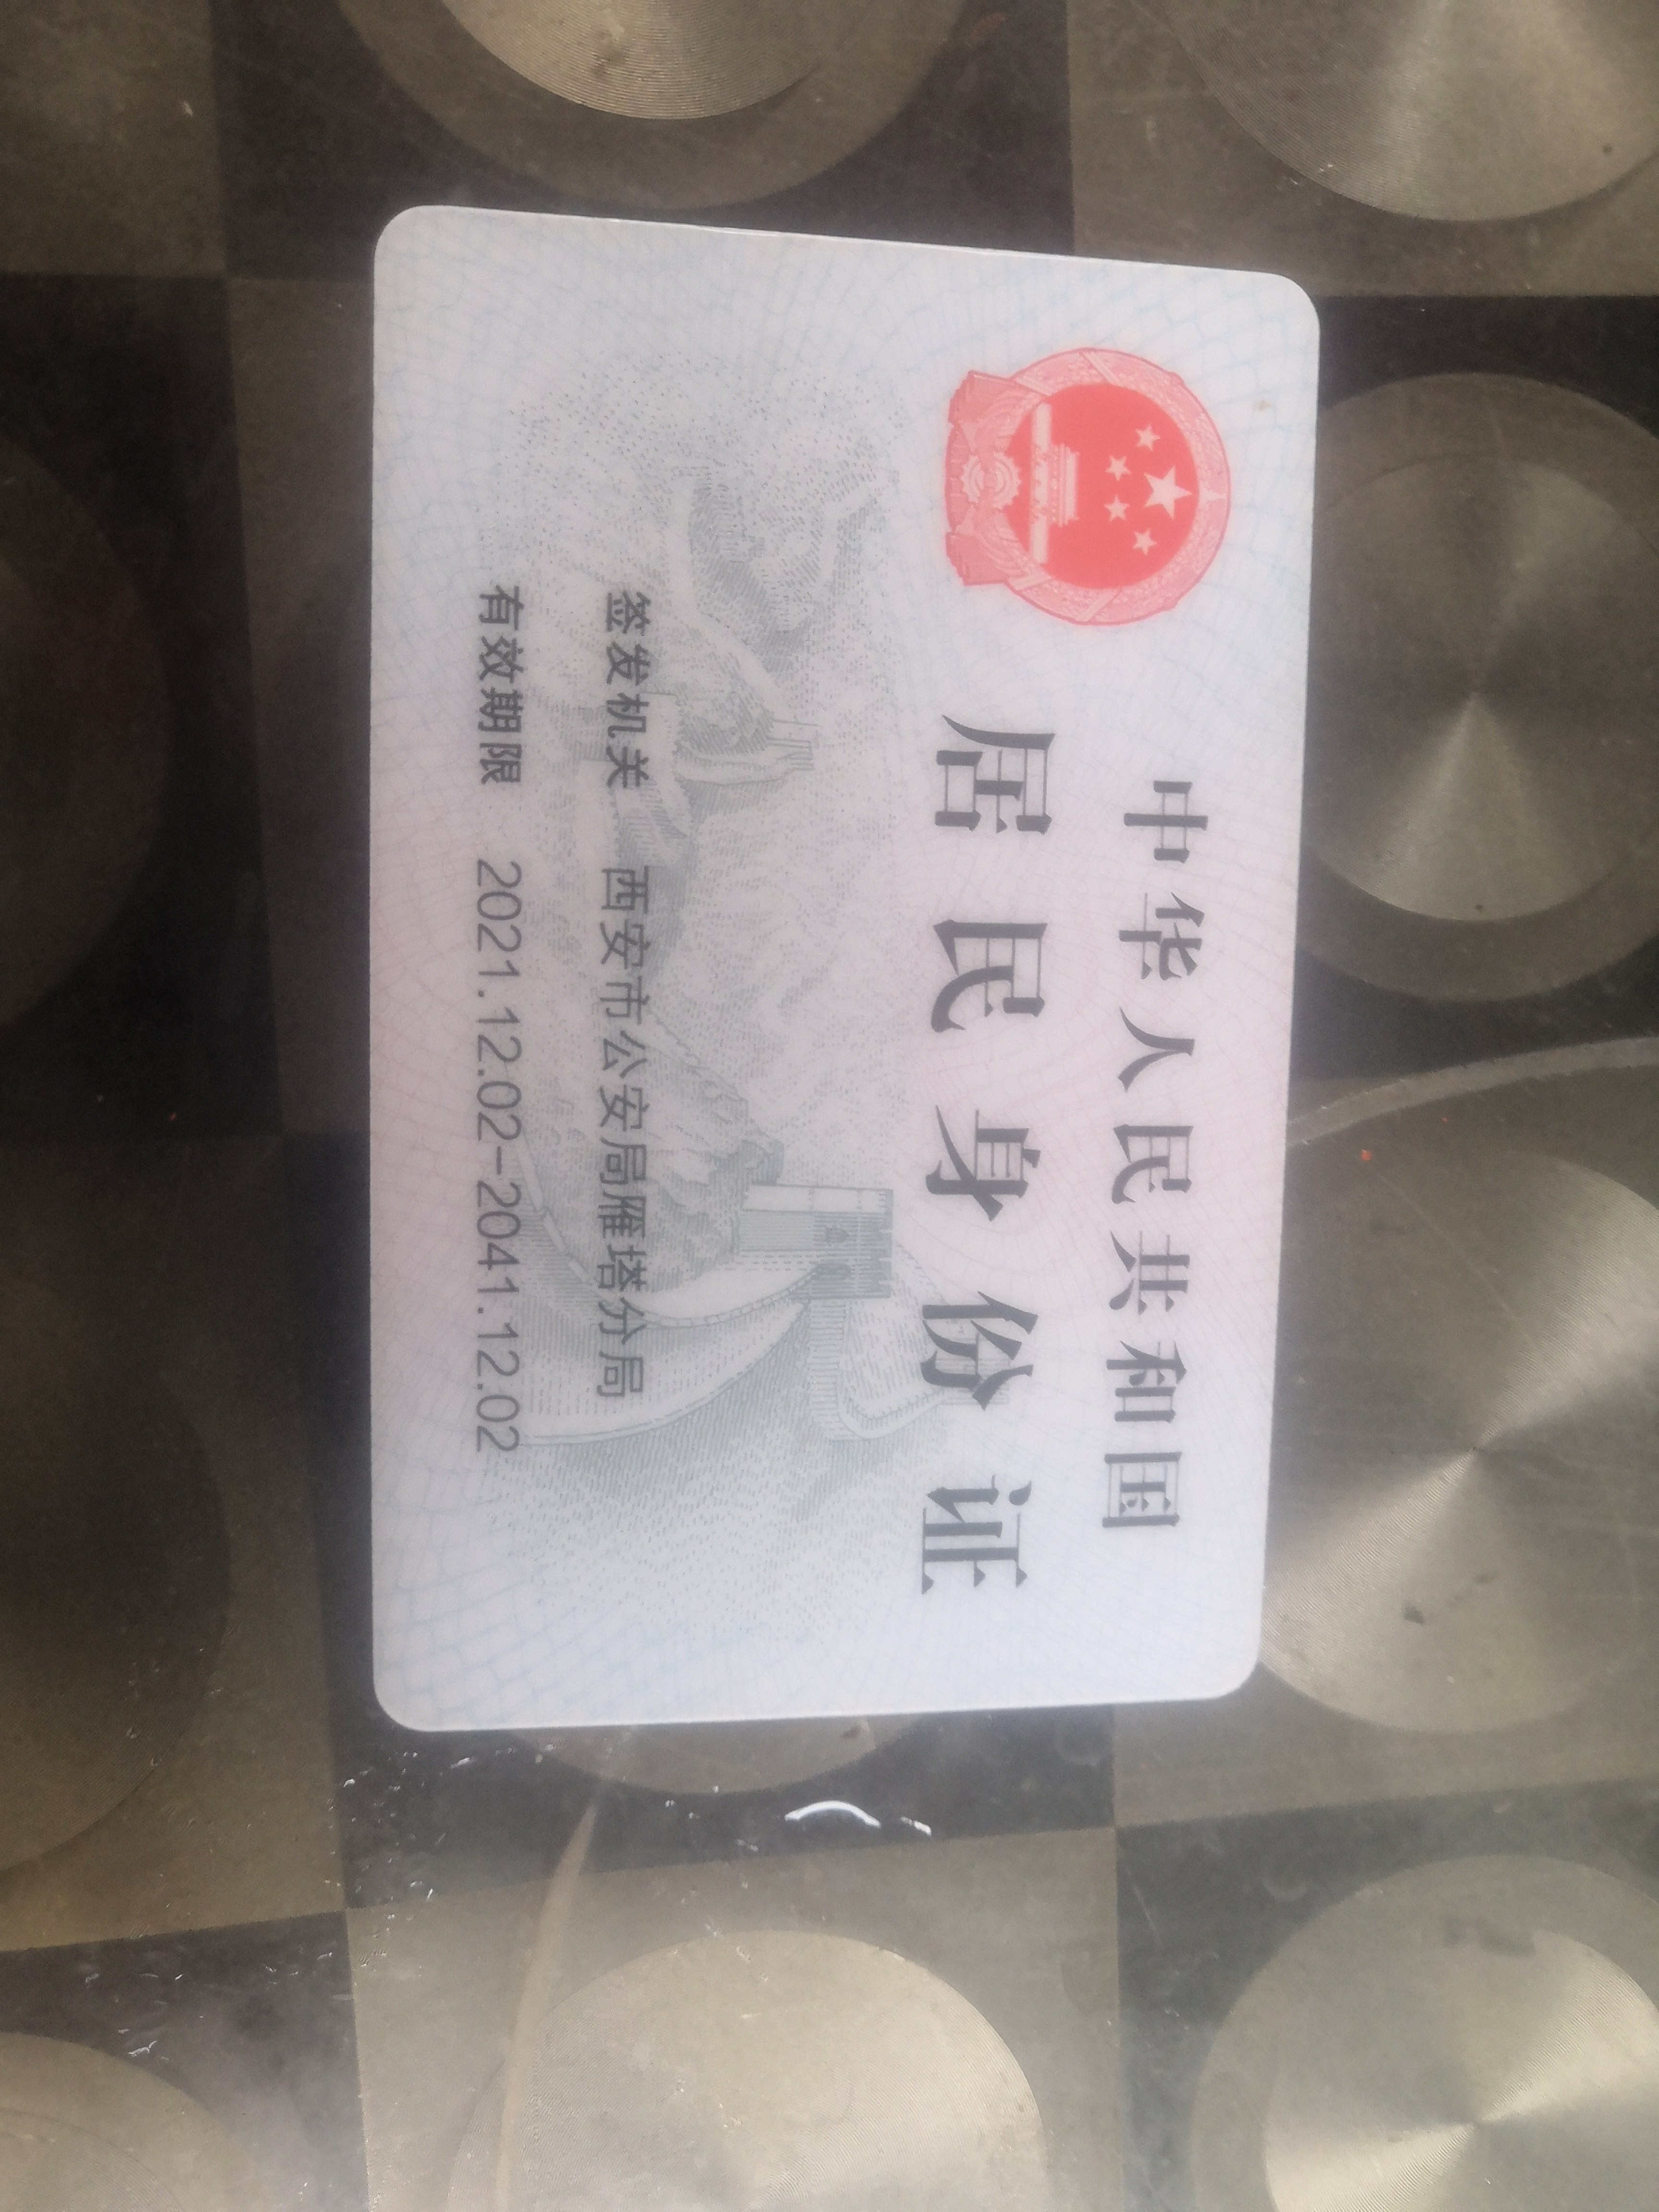 中华人民共和国
居民身份证
签发机关 西安市公安局雁塔分局
有效期限 2021.12.02-2041.12.02